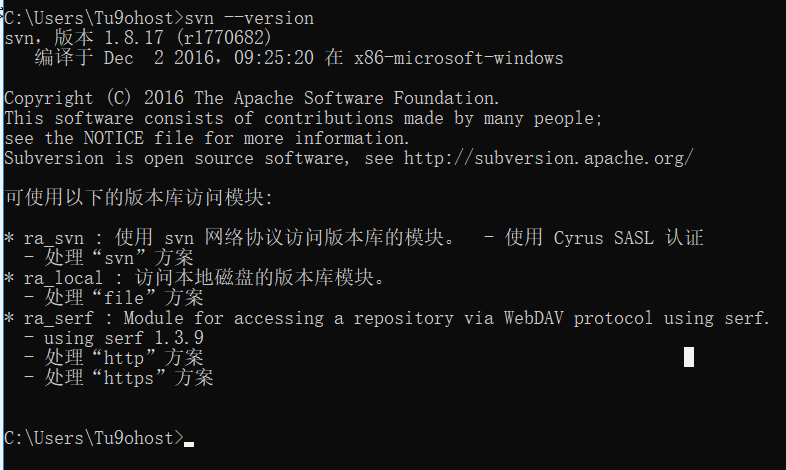 C:\Users\Tu9ohost>svn --version
svn，版本 1.8.17 (r1770682)
   编译于 Dec  2 2016，09:25:20 在 x86-microsoft-windows
Copyright (C) 2016 The Apache Software Foundation.
This software consists of contributions made by many people;
see the NOTICE file for more information.
Subversion is open source software, see http://subversion.apache.org/
可使用以下的版本库访问模块:
* ra_svn : 使用 svn 网络协议访问版本库的模块。  - 使用 Cyrus SASL 认证
  - 处理“svn”方案
* ra_local : 访问本地磁盘的版本库模块。
  - 处理“file”方案
* ra_serf : Module for accessing a repository via WebDAV protocol using serf.
  - using serf 1.3.9
  - 处理“http”方案
  - 处理“https”方案
C:\Users\Tu9ohost>